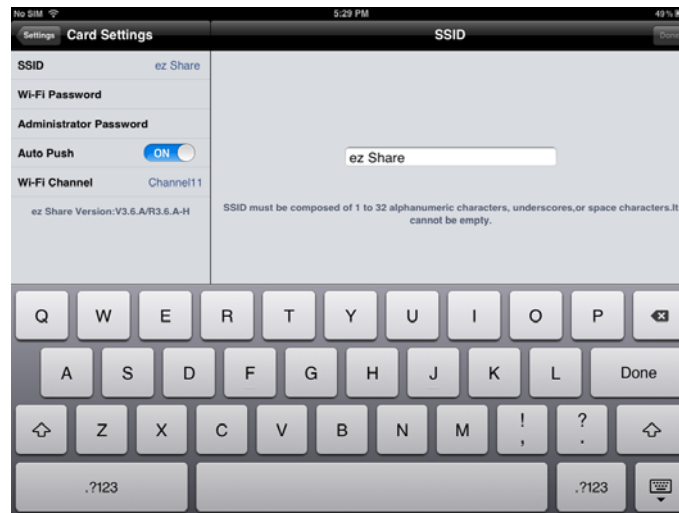 No SIM 5:29 PM 49%
Settings Card Settings SSID Done
SSID ez Share
Wi-Fi Password
Administrator Password
Auto Push ON
Wi-Fi Channel Channel11
ez Share Version:V3.6.A/R3.6.A-H
ez Share
SSID must be composed of 1 to 32 alphanumeric characters, underscores,or space characters.It
cannot be empty.
Q W E R T Y U I O P
A S D F G H J K L Done
Z X C V B N M ! , ? .
.?123 .?123